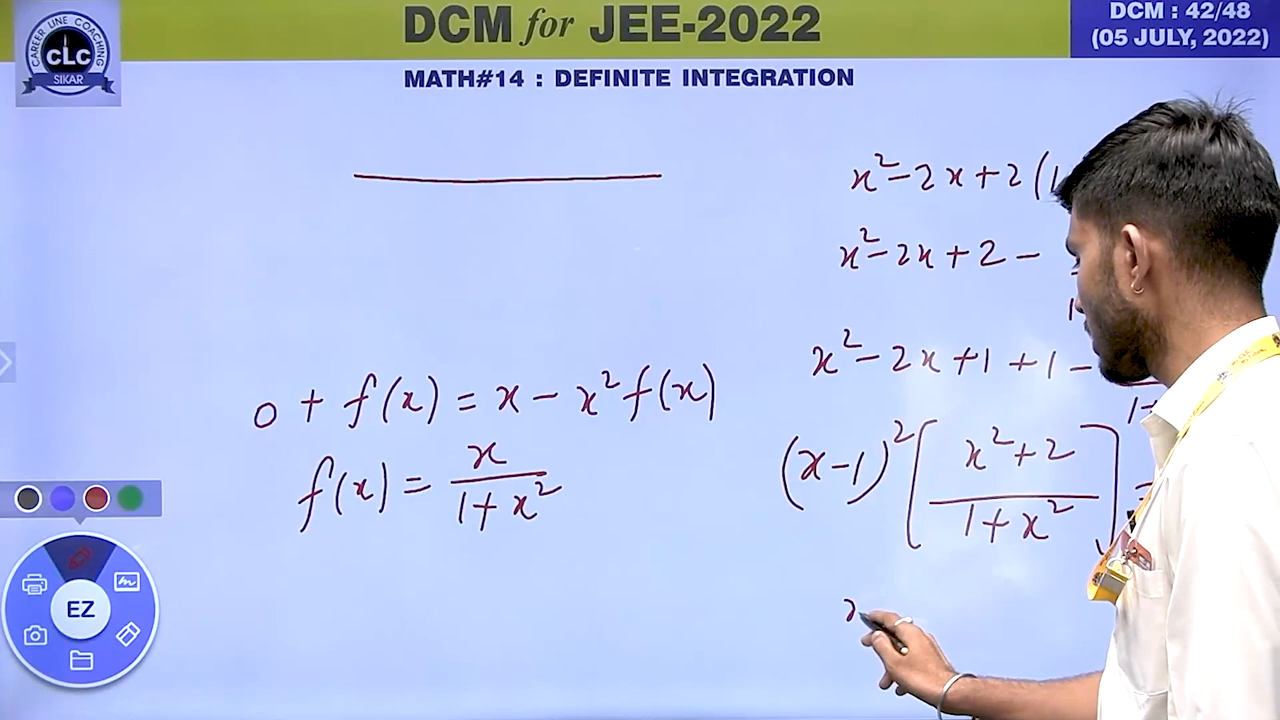 DCM for JEE-2022
DCM : 42/48
(05 JULY, 2022)
CAREER LINE COACHING
CLC
SIKAR
MATH#14 : DEFINITE INTEGRATION
x²-2x+2(1
x²-2x+2-
x²-2x+1+1-
0+f(x)=x-x²f(x)
(x-1)²[x²+2/1+x²]=
f(x)=x/1+x²
EZ